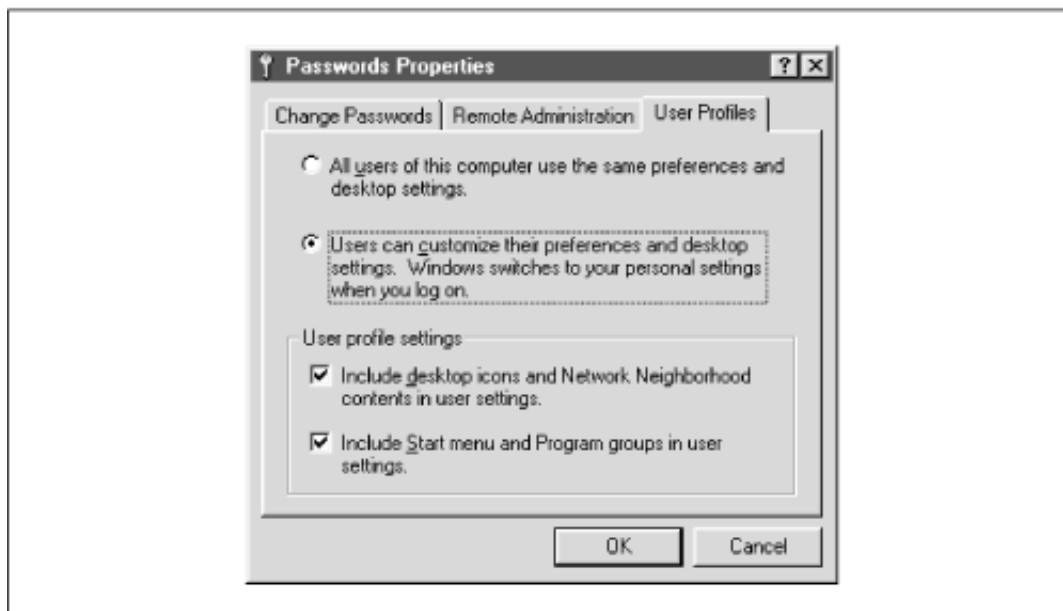 Passwords Properties
Change Passwords
Remote Administration
User Profiles
All users of this computer use the same preferences and
desktop settings.
Users can customize their preferences and desktop
settings. Windows switches to your personal settings
when you log on.
User profile settings
Include desktop icons and Network Neighborhood
contents in user settings.
Include Start menu and Program groups in user
settings.
OK
Cancel